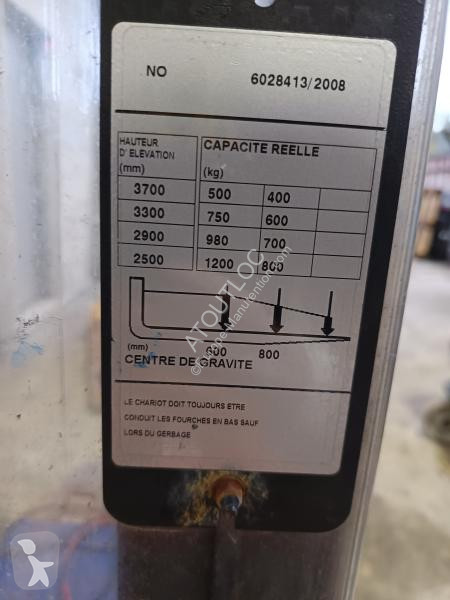 NO 6028413/2008
HAUTEUR
D'ELEVATION
(mm)
CAPACITE REELLE
(kg)
3700 500 400
3300 750 600
2900 980 700
2500 1200 800
(mm) 600 800
CENTRE DE GRAVITE
LE CHARIOT DOIT TOUJOURS ETRE
CONDUIT LES FOURCHES EN BAS SAUF
LORS DU GERBAGE
ATOUTLOC